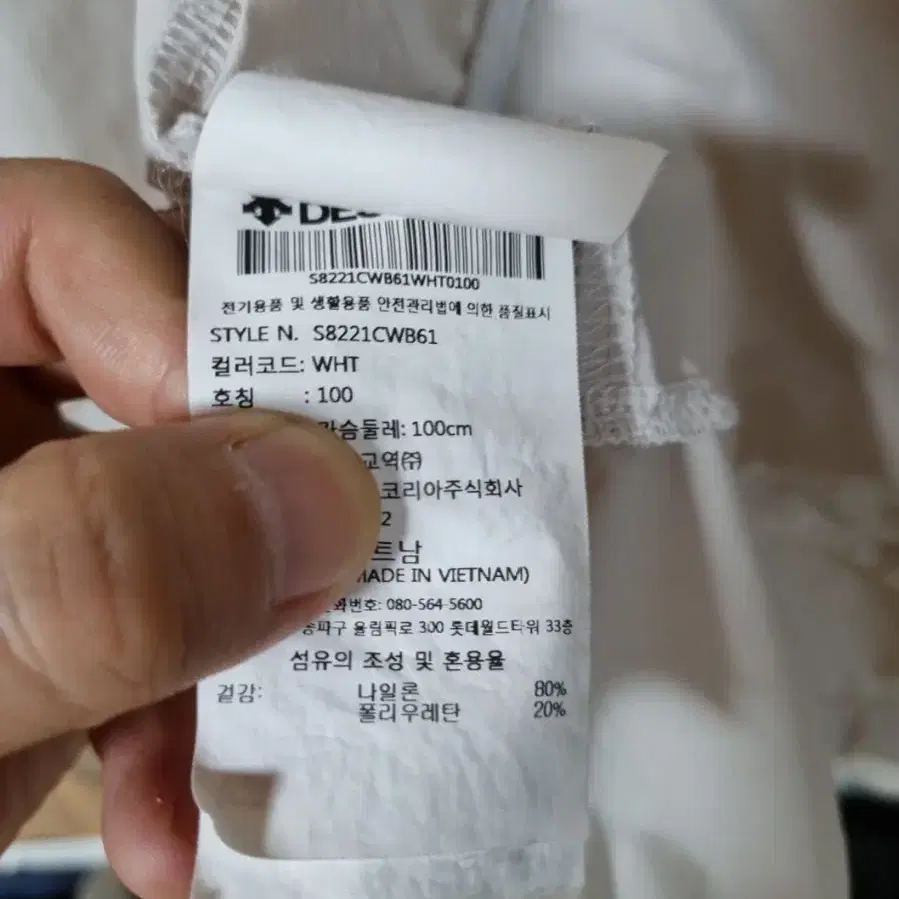 S8221CWB61WHT0100
전기용품 및 생활용품 안전관리법에 의한 품질표시
STYLE N. S8221CWB61
컬러코드: WHT
호칭 : 100
가슴둘레: 100cm
교역㈜
코리아주식회사
2
트남
MADE IN VIETNAM)
화번호: 080-564-5600
송파구 올림픽로 300 롯데월드타워 33층
섬유의 조성 및 혼용율
겉감: 나일론 80%
폴리우레탄 20%